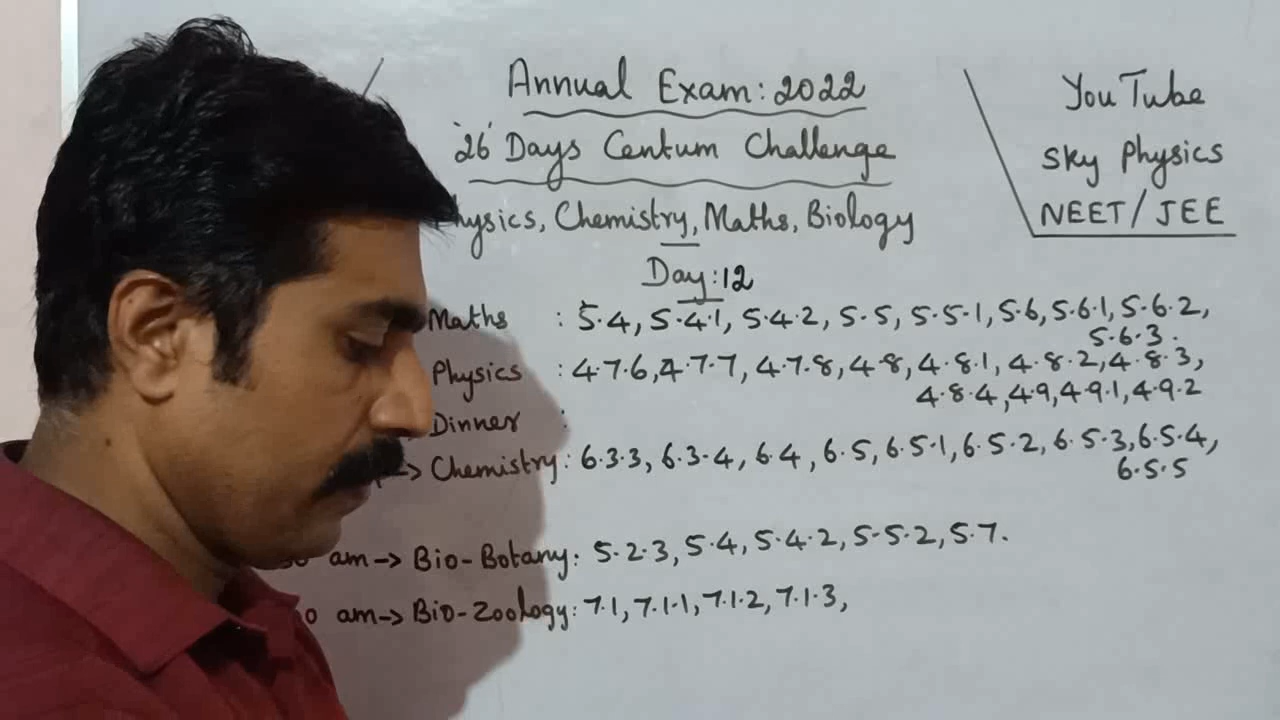 Annual Exam: 2022
'26' Days Centum Challenge
Physics, Chemistry, Maths, Biology
Day: 12
YouTube
Sky Physics
NEET / JEE
Maths : 5.4, 5.4.1, 5.4.2, 5.5, 5.5.1, 5.6, 5.6.1, 5.6.2,
5.6.3.
Physics : 4.7.6, 4.7.7, 4.7.8, 4.8, 4.8.1, 4.8.2, 4.8.3,
4.8.4, 4.9, 4.9.1, 4.9.2
Dinner :
→ Chemistry: 6.3.3, 6.3.4, 6.4, 6.5, 6.5.1, 6.5.2, 6.5.3, 6.5.4,
6.5.5
am → Bio-Botany: 5.2.3, 5.4, 5.4.2, 5.5.2, 5.7.
0 am → Bio-Zoology: 7.1, 7.1.1, 7.1.2, 7.1.3,